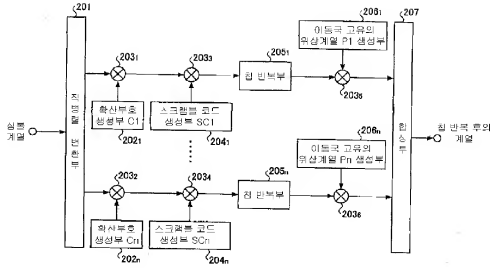 201
207
2031
2033
2051
2061
이동국 고유의
위상계열 P1 생성부
칩 반복부
2035
심볼
계열
직병렬 변환부
확산부호
생성부 C1
2021
스크램블 코드
생성부 SC1
2041
합성부
칩 반복 후의
계열
206n
이동국 고유의
위상계열 Pn 생성부
2032
2034
205n
칩 반복부
2036
확산부호
생성부 Cn
202n
스크램블 코드
생성부 SCn
204n